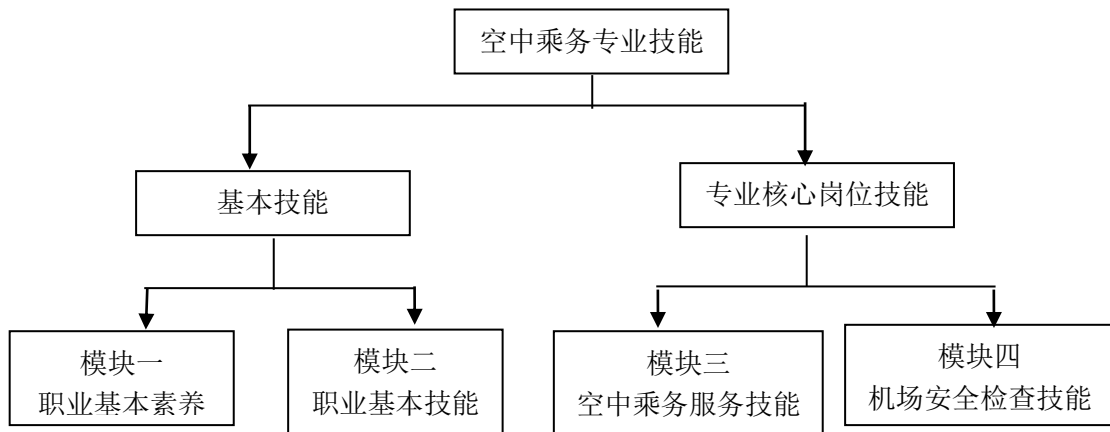 空中乘务专业技能
基本技能
专业核心岗位技能
模块一
职业基本素养
模块二
职业基本技能
模块三
空中乘务服务技能
模块四
机场安全检查技能